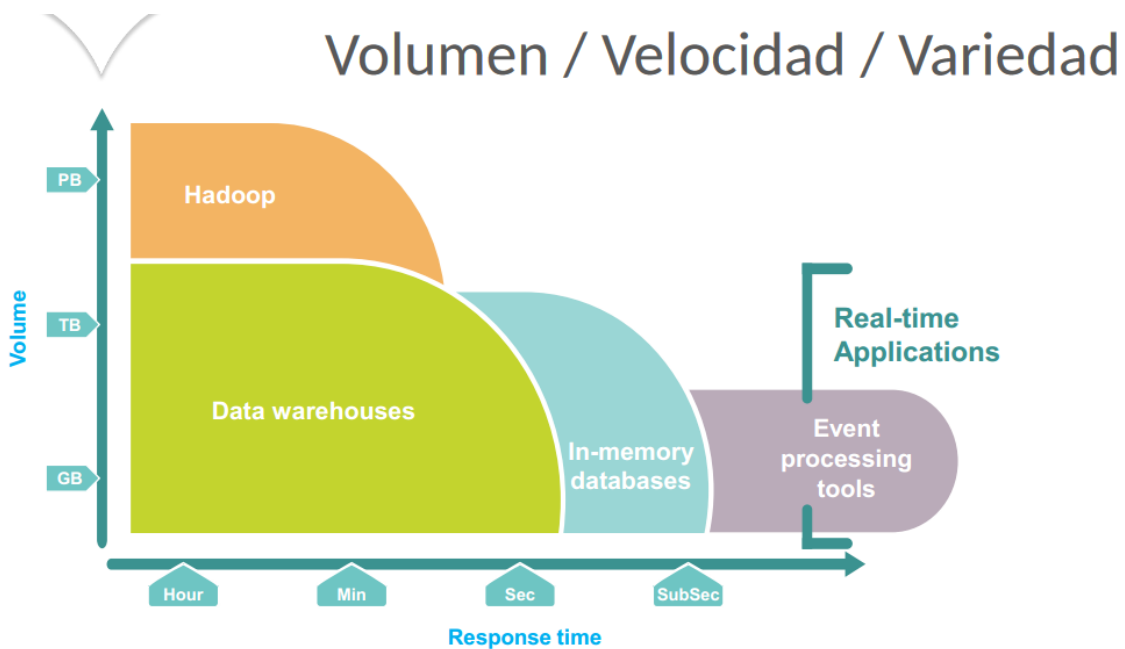 Volumen / Velocidad / Variedad
PB
Hadoop
TB
Volume
Real-time
Applications
Data warehouses
Event
processing
tools
In-memory
databases
GB
Hour
Min
Sec
SubSec
Response time